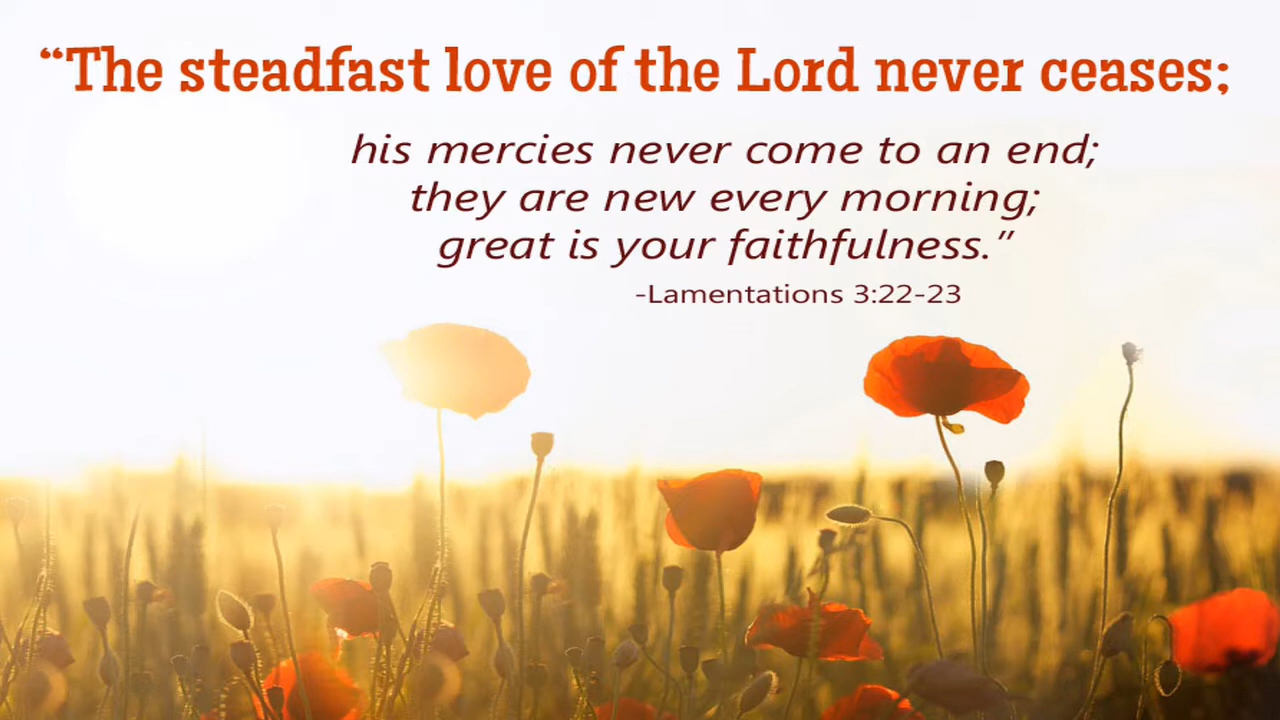 “The steadfast love of the Lord never ceases;
his mercies never come to an end;
they are new every morning;
great is your faithfulness.”
-Lamentations 3:22-23